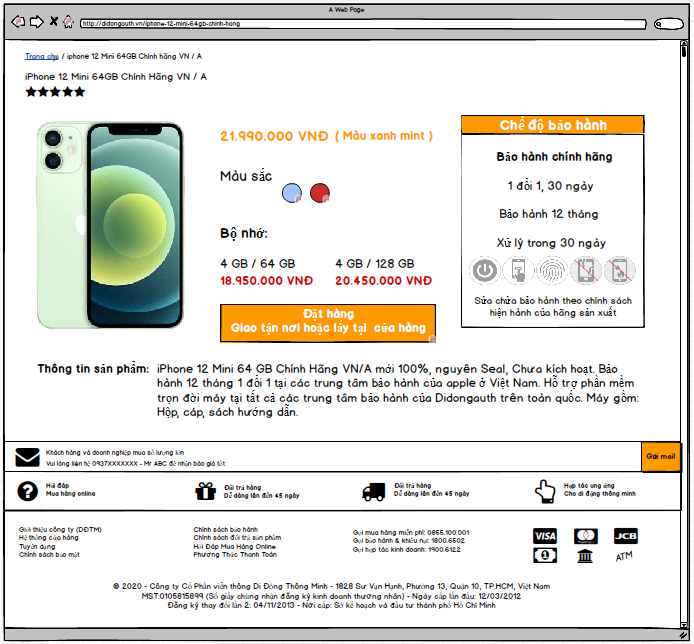 A Web Page
http://didongauth.vn/iphone-12-mini-64gb-chinh-hang
Trang chủ / iphone 12 Mini 64GB Chính hãng VN / A
iPhone 12 Mini 64GB Chính Hãng VN / A
21.990.000 VNĐ ( Màu xanh mint )
Màu sắc
Bộ nhớ:
4 GB / 64 GB
18.950.000 VNĐ
4 GB / 128 GB
20.450.000 VNĐ
Đặt hàng
Giao tận nơi hoặc lấy tại cửa hàng
Chế độ bảo hành
Bảo hành chính hãng
1 đổi 1, 30 ngày
Bảo hành 12 tháng
Xử lý trong 30 ngày
Sửa chửa bảo hành theo chính sách
hiện hành của hãng sản xuất
Thông tin sản phẩm:
iPhone 12 Mini 64 GB Chính Hãng VN/A mới 100%, nguyên Seal, Chưa kích hoạt. Bảo
hành 12 tháng 1 đổi 1 tại các trung tâm bảo hành của apple ở Việt Nam. Hỗ trợ phần mềm
trọn đời máy tại tất cả các trung tâm bảo hành của Didongauth trên toàn quốc. Máy gồm:
Hộp, cáp, sách hướng dẫn.
Khách hàng và doanh nghiệp mua số lượng lớn
Vui lòng liên hệ 0937XXXXXXX - Mr ABC để nhận báo giá tốt
Gửi mail
Hỏi đáp
Mua hàng online
Đổi trả hàng
Dễ dàng lên đến 45 ngày
Đổi trả hàng
Dễ dàng lên đến 45 ngày
Hợp tác ung ứng
Cho di động thông minh
Giới thiệu công ty (DĐTM)
Hệ thống cửa hàng
Tuyển dụng
Chính sách bảo mật
Chính sách bảo hành
Chính sách đổi trả sản phẩm
Hỏi Đáp Mua Hàng Online
Phương Thức Thanh Toán
Gọi mua hàng miễn phí: 0855.100.001
Gọi bảo hành & khiếu nại: 1800.6502
Gọi hợp tác kinh doanh: 1900.6122
VISA
JCB
ATM
© 2020 - Công ty Cổ Phần viễn thông Di Động Thông Minh - 1828 Sư Vạn Hạnh, Phường 13, Quận 10, TP.HCM, Việt Nam
MST:0105815899 (Số giấy chứng nhận đăng ký kinh doanh thường nhân) - Ngày cấp lần đầu: 12/03/2012
Đăng ký thay đổi lần 2: 04/11/2013 - Nơi cấp: Sở kế hoạch và đầu tư thành phố Hồ Chí Minh